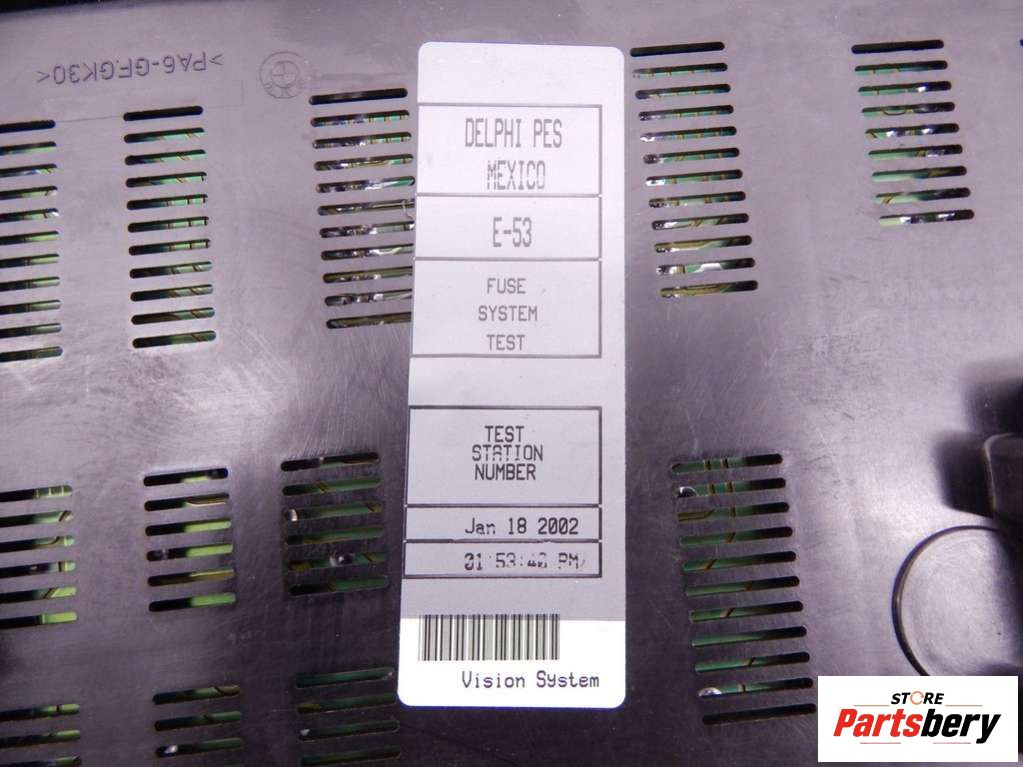 >PA6-GF.GK30<
DELPHI PES
MEXICO
E-53
FUSE
SYSTEM
TEST
TEST
STATION
NUMBER
Jan 18 2002
01:53:40 PM
Vision System
STORE
Partsbery